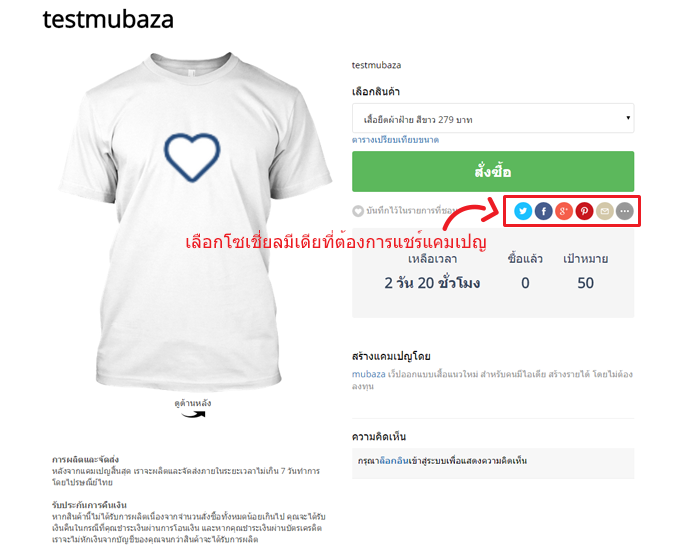 testmubaza
testmubaza
เลือกสินค้า
เสื้อยืดผ้าฝ้าย สีขาว 279 บาท
ตารางเปรียบเทียบขนาด
สั่งซื้อ
บันทึกไว้ในรายการที่ชอบ
เลือกโซเชี่ยลมีเดียที่ต้องการแชร์แคมเปญ
เหลือเวลา ซื้อแล้ว เป้าหมาย
2 วัน 20 ชั่วโมง 0 50
สร้างแคมเปญโดย
mubaza เว็ปออกแบบเสื้อแนวใหม่ สำหรับคนมีไอเดีย สร้างรายได้ โดยไม่ต้อง
ลงทุน
ดูด้านหลัง
ความคิดเห็น
กรุณาล็อกอินเข้าสู่ระบบเพื่อแสดงความคิดเห็น
การผลิตและจัดส่ง
หลังจากแคมเปญสิ้นสุด เราจะผลิตและจัดส่งภายในระยะเวลาไม่เกิน 7 วันทำการ
โดยไปรษณีย์ไทย
รับประกันการคืนเงิน
หากสินค้านี้ไม่ได้รับการผลิตเนื่องจากจำนวนสั่งซื้อทั้งหมดน้อยเกินไป คุณจะได้รับ
เงินคืนในกรณีที่คุณชำระเงินผ่านการโอนเงิน และหากคุณชำระเงินผ่านบัตรเครดิต
เราจะไม่หักเงินจากบัญชีของคุณจนกว่าสินค้าจะได้รับการผลิต